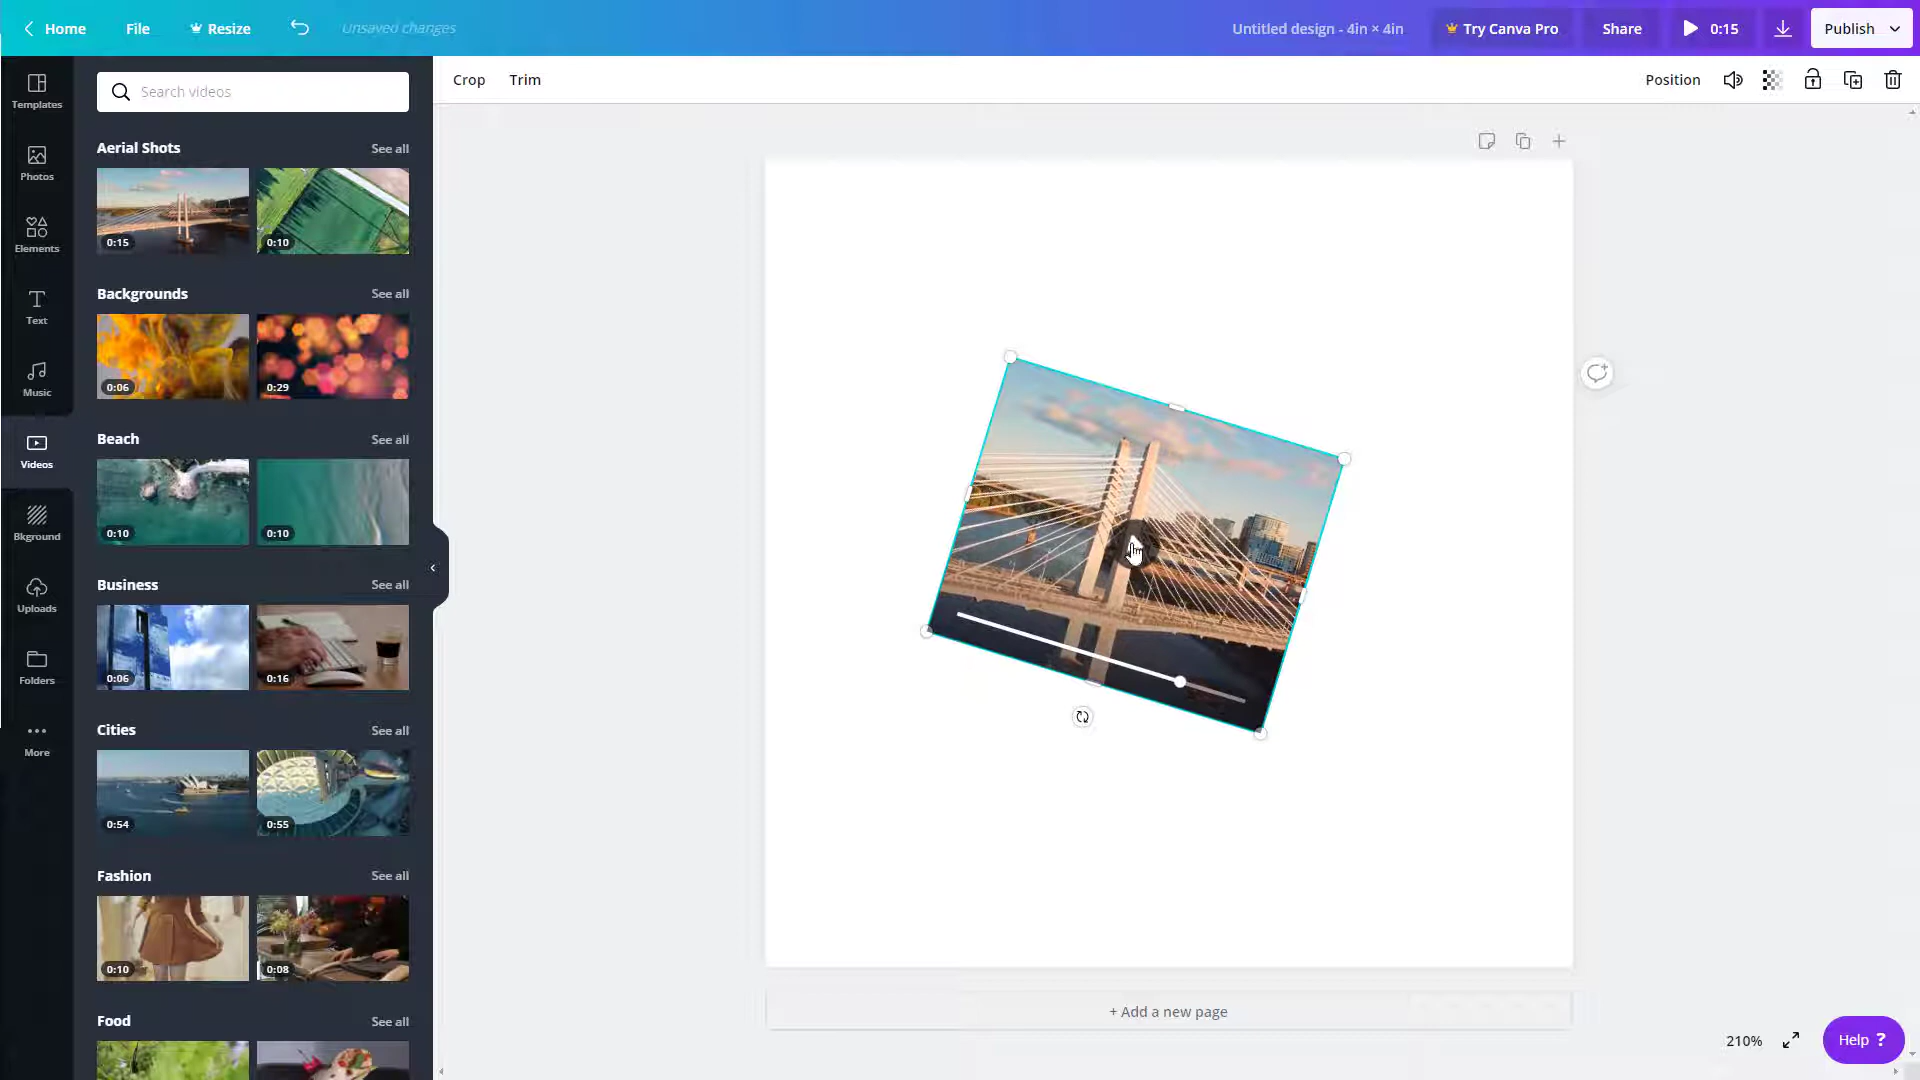 Home File Resize Unsaved changes Untitled design - 4in × 4in Try Canva Pro Share 0:15 Publish
Templates
Photos
Elements
Text
Music
Videos
Bkground
Uploads
Folders
More
Search videos
Aerial Shots See all
0:15 0:10
Backgrounds See all
0:06 0:29
Beach See all
0:10 0:10
Business See all
0:06 0:16
Cities See all
0:54 0:55
Fashion See all
0:10 0:08
Food See all
Crop Trim Position
+ Add a new page
210%
Help ?